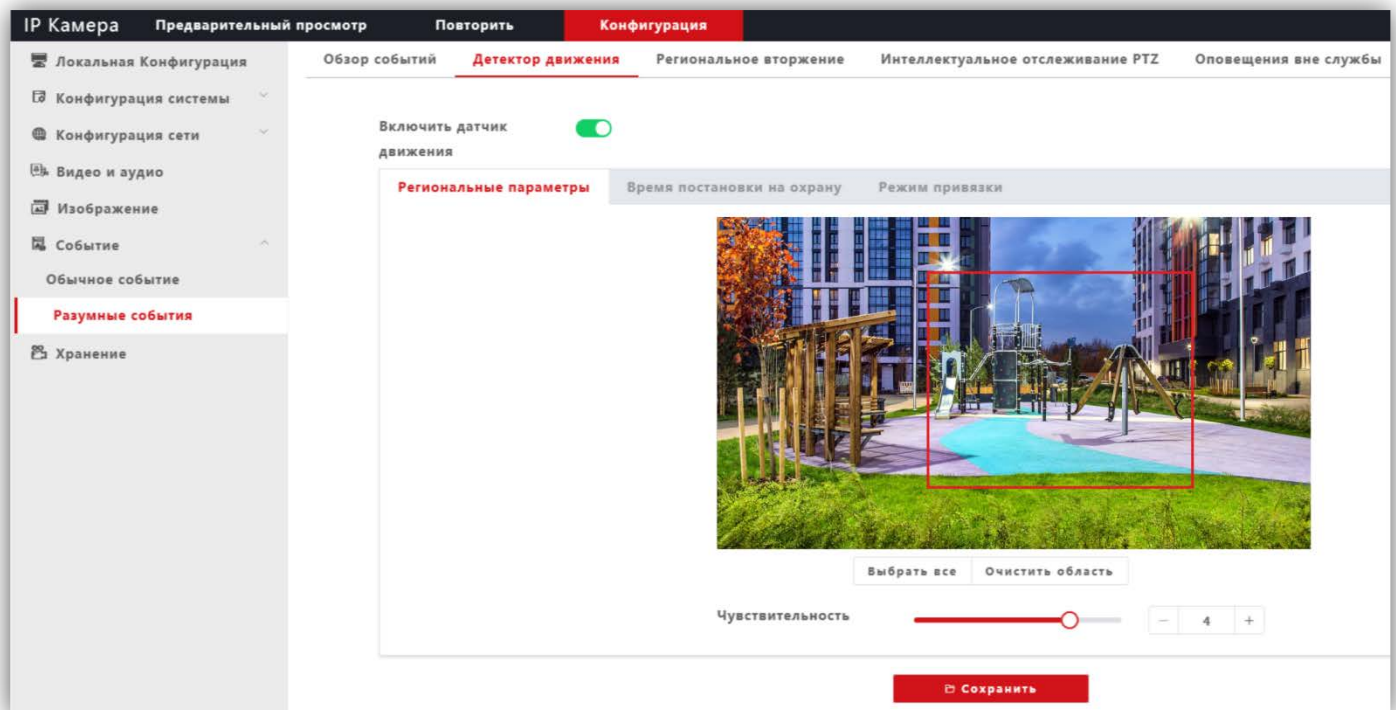 IP Камера Предварительный просмотр Повторить Конфигурация
Локальная Конфигурация
Конфигурация системы
Конфигурация сети
Видео и аудио
Изображение
Событие
Обычное событие
Разумные события
Хранение
Обзор событий Детектор движения Региональное вторжение Интеллектуальное отслеживание PTZ Оповещения вне службы
Включить датчик
движения
Региональные параметры Время постановки на охрану Режим привязки
Выбрать все Очистить область
Чувствительность − 4 +
Сохранить